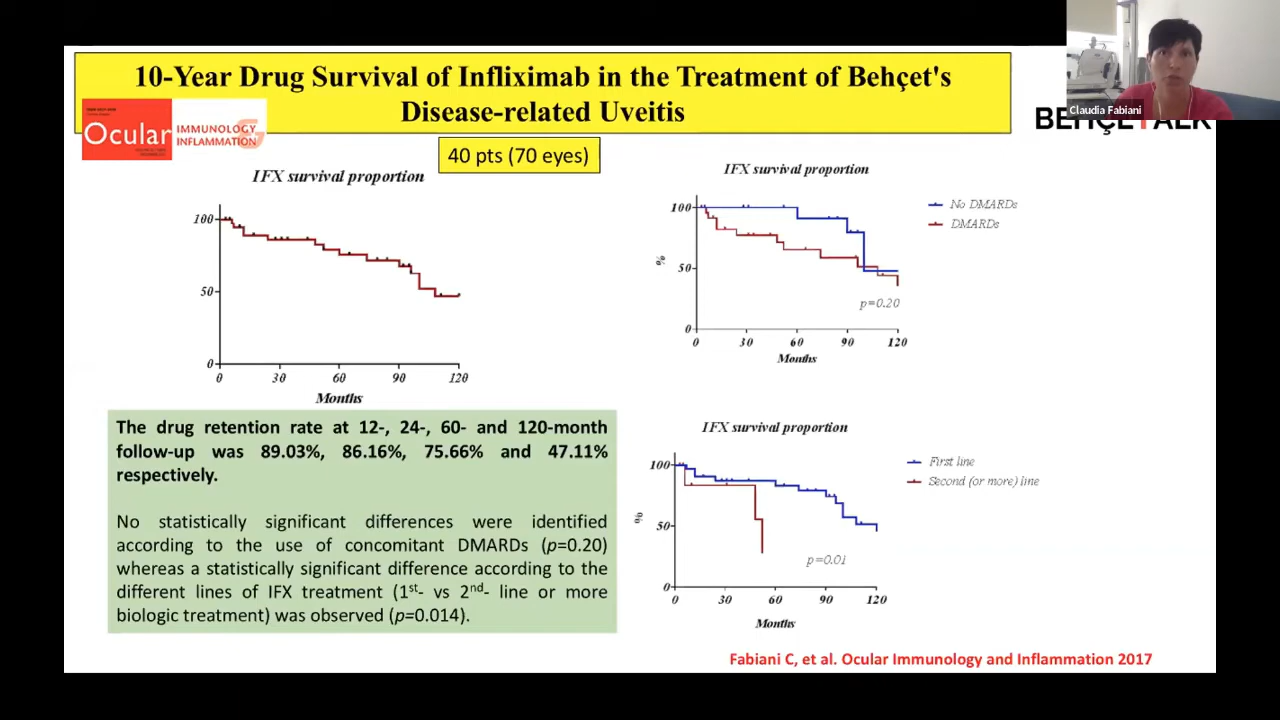 10-Year Drug Survival of Infliximab in the Treatment of Behçet's
Disease-related Uveitis
Ocular
IMMUNOLOGY
INFLAMMATION
&
40 pts (70 eyes)
Claudia Fabiani
BEHÇETALK
IFX survival proportion
100
50
0
0 30 60 90 120
Months
IFX survival proportion
No DMARDs
DMARDs
%
100
50
0
p=0.20
0 30 60 90 120
Months
The drug retention rate at 12-, 24-, 60- and 120-month
follow-up was 89.03%, 86.16%, 75.66% and 47.11%
respectively.
No statistically significant differences were identified
according to the use of concomitant DMARDs (p=0.20)
whereas a statistically significant difference according to the
different lines of IFX treatment (1st- vs 2nd- line or more
biologic treatment) was observed (p=0.014).
IFX survival proportion
First line
Second (or more) line
%
100
50
0
p=0.01
0 30 60 90 120
Months
Fabiani C, et al. Ocular Immunology and Inflammation 2017